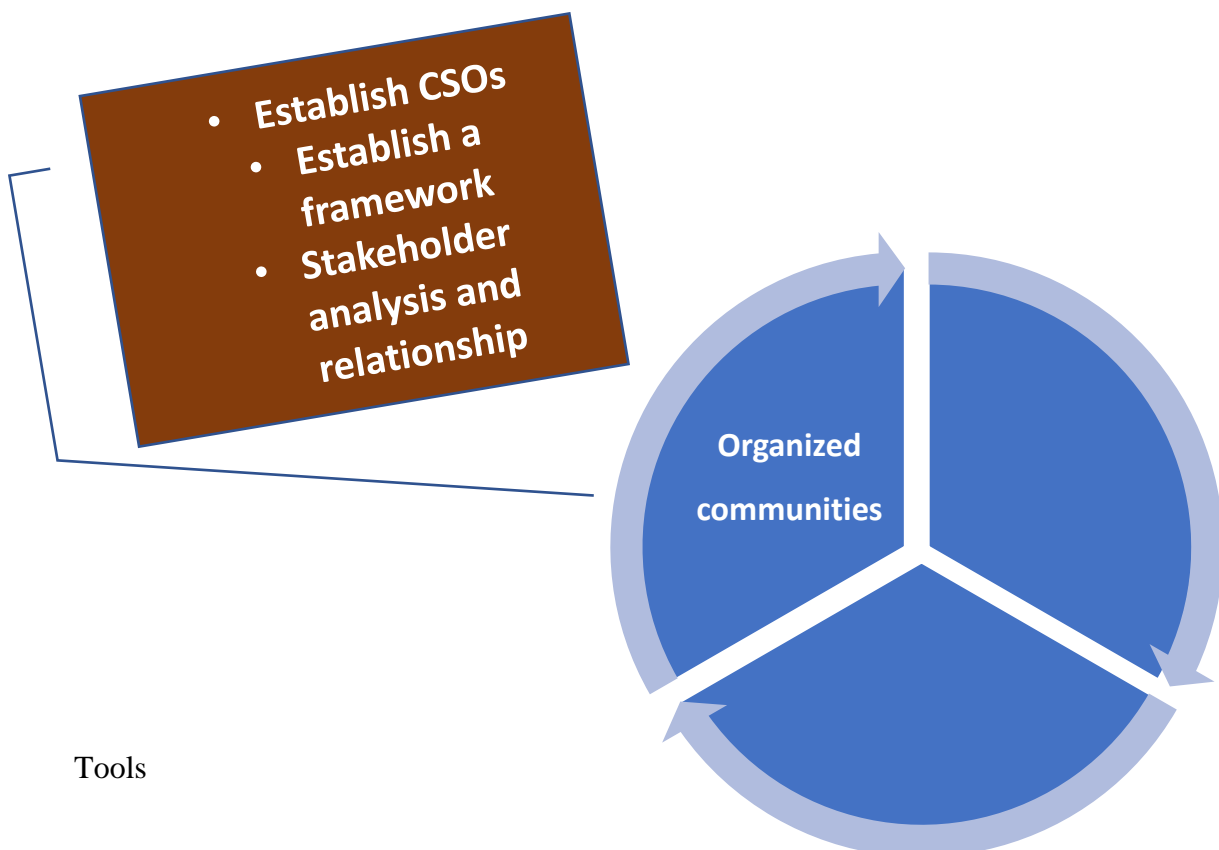 • Establish CSOs
• Establish a
framework
• Stakeholder
analysis and
relationship
Organized
communities
Tools